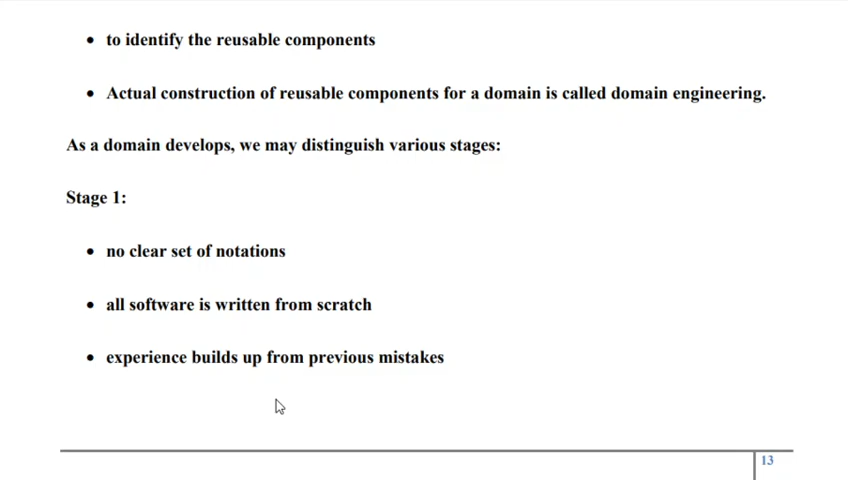 • to identify the reusable components
• Actual construction of reusable components for a domain is called domain engineering.
As a domain develops, we may distinguish various stages:
Stage 1:
• no clear set of notations
• all software is written from scratch
• experience builds up from previous mistakes
13